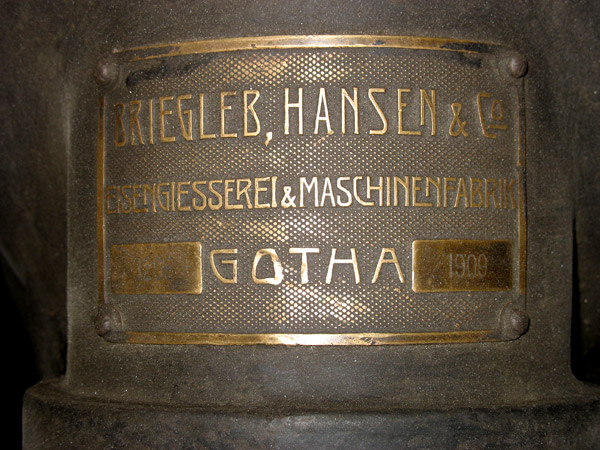 BRIEGLEB, HANSEN & Co
EISENGIESSEREI & MASCHINENFABRIK
GOTHA 1909